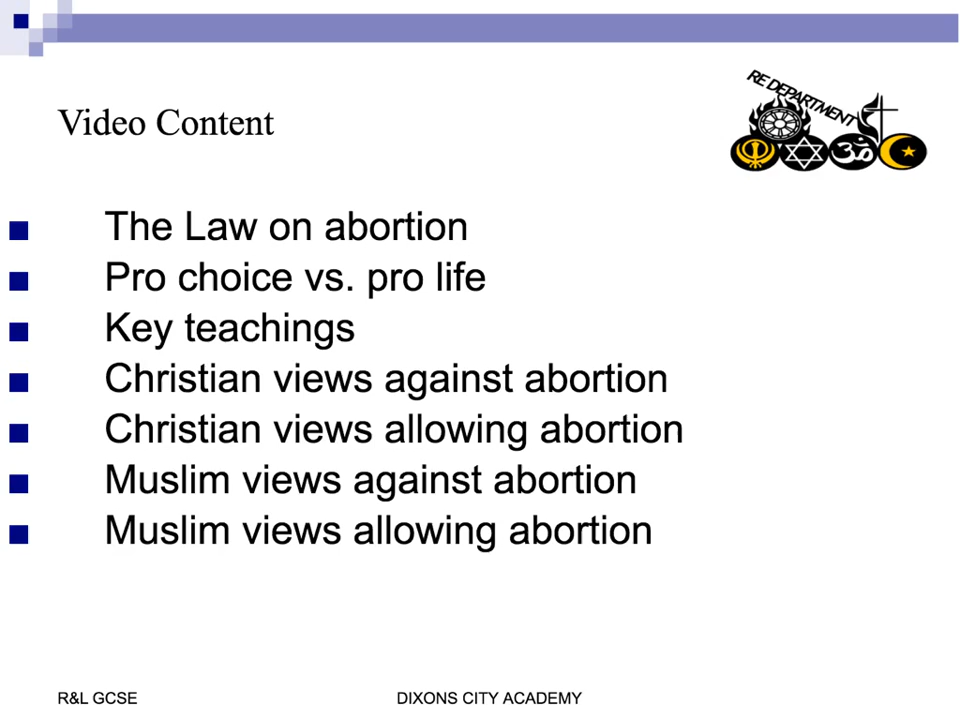 RE DEPARTMENT
Video Content
The Law on abortion
Pro choice vs. pro life
Key teachings
Christian views against abortion
Christian views allowing abortion
Muslim views against abortion
Muslim views allowing abortion
R&L GCSE
DIXONS CITY ACADEMY